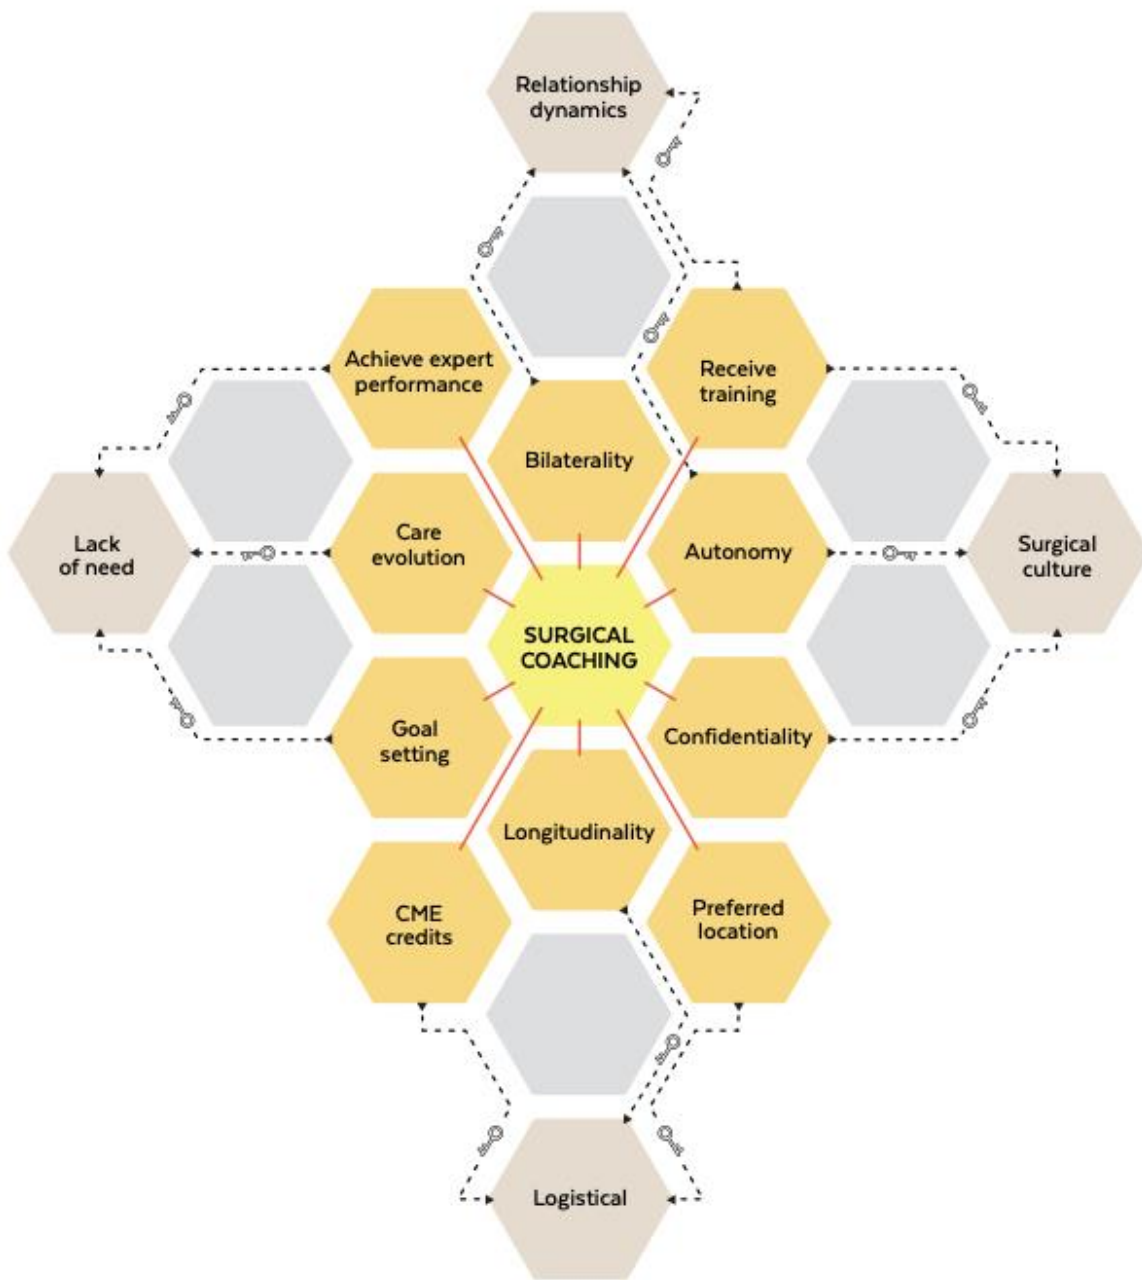 Relationship
dynamics
Achieve expert
performance
Receive
training
Bilaterality
Lack
of need
Care
evolution
Autonomy
Surgical
culture
SURGICAL
COACHING
Goal
setting
Confidentiality
Longitudinality
CME
credits
Preferred
location
Logistical